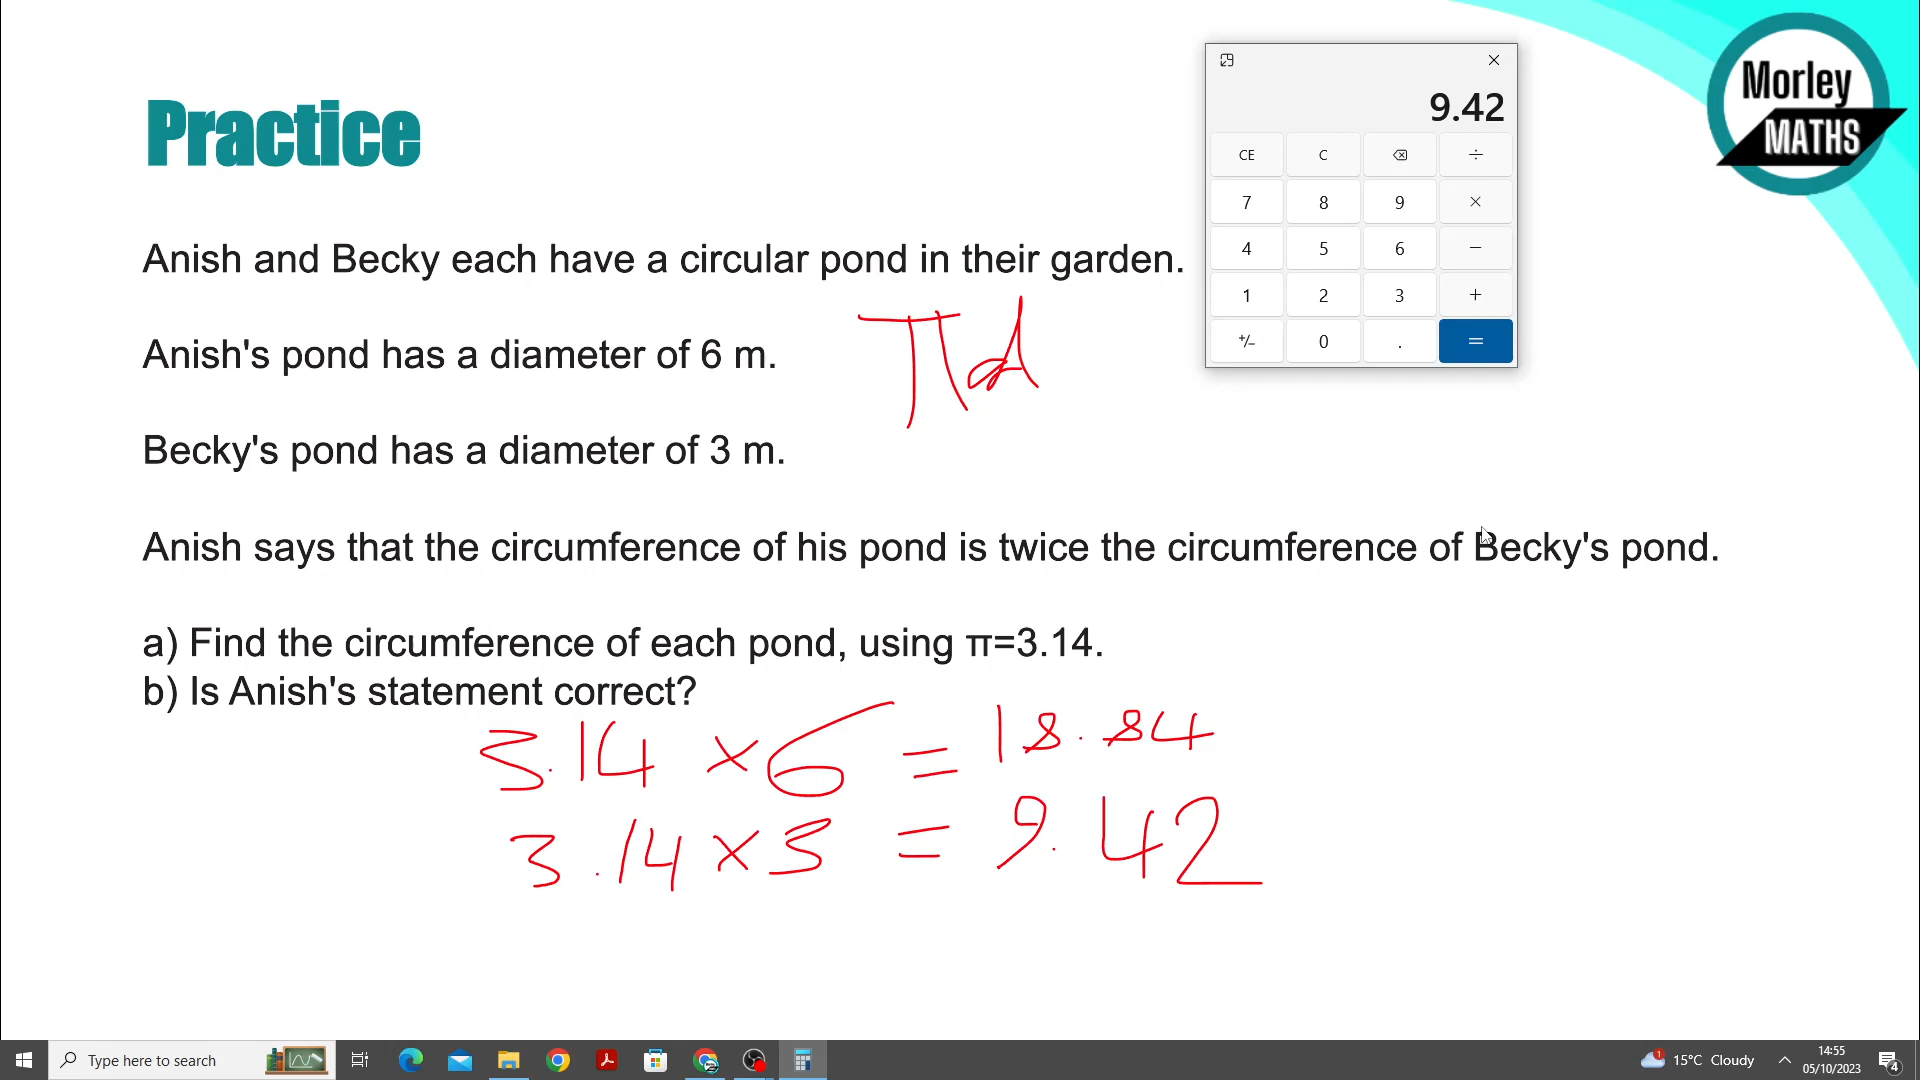 Morley
MATHS
Practice
9.42
CE C ÷
7 8 9 ×
4 5 6 −
1 2 3 +
+/− 0 . =
Anish and Becky each have a circular pond in their garden.
Anish's pond has a diameter of 6 m.
πd
Becky's pond has a diameter of 3 m.
Anish says that the circumference of his pond is twice the circumference of Becky's pond.
a) Find the circumference of each pond, using π=3.14.
b) Is Anish's statement correct?
3.14 × 6 = 18.84
3.14 × 3 = 9.42
Type here to search
1
15°C Cloudy
14:55
05/10/2023
4